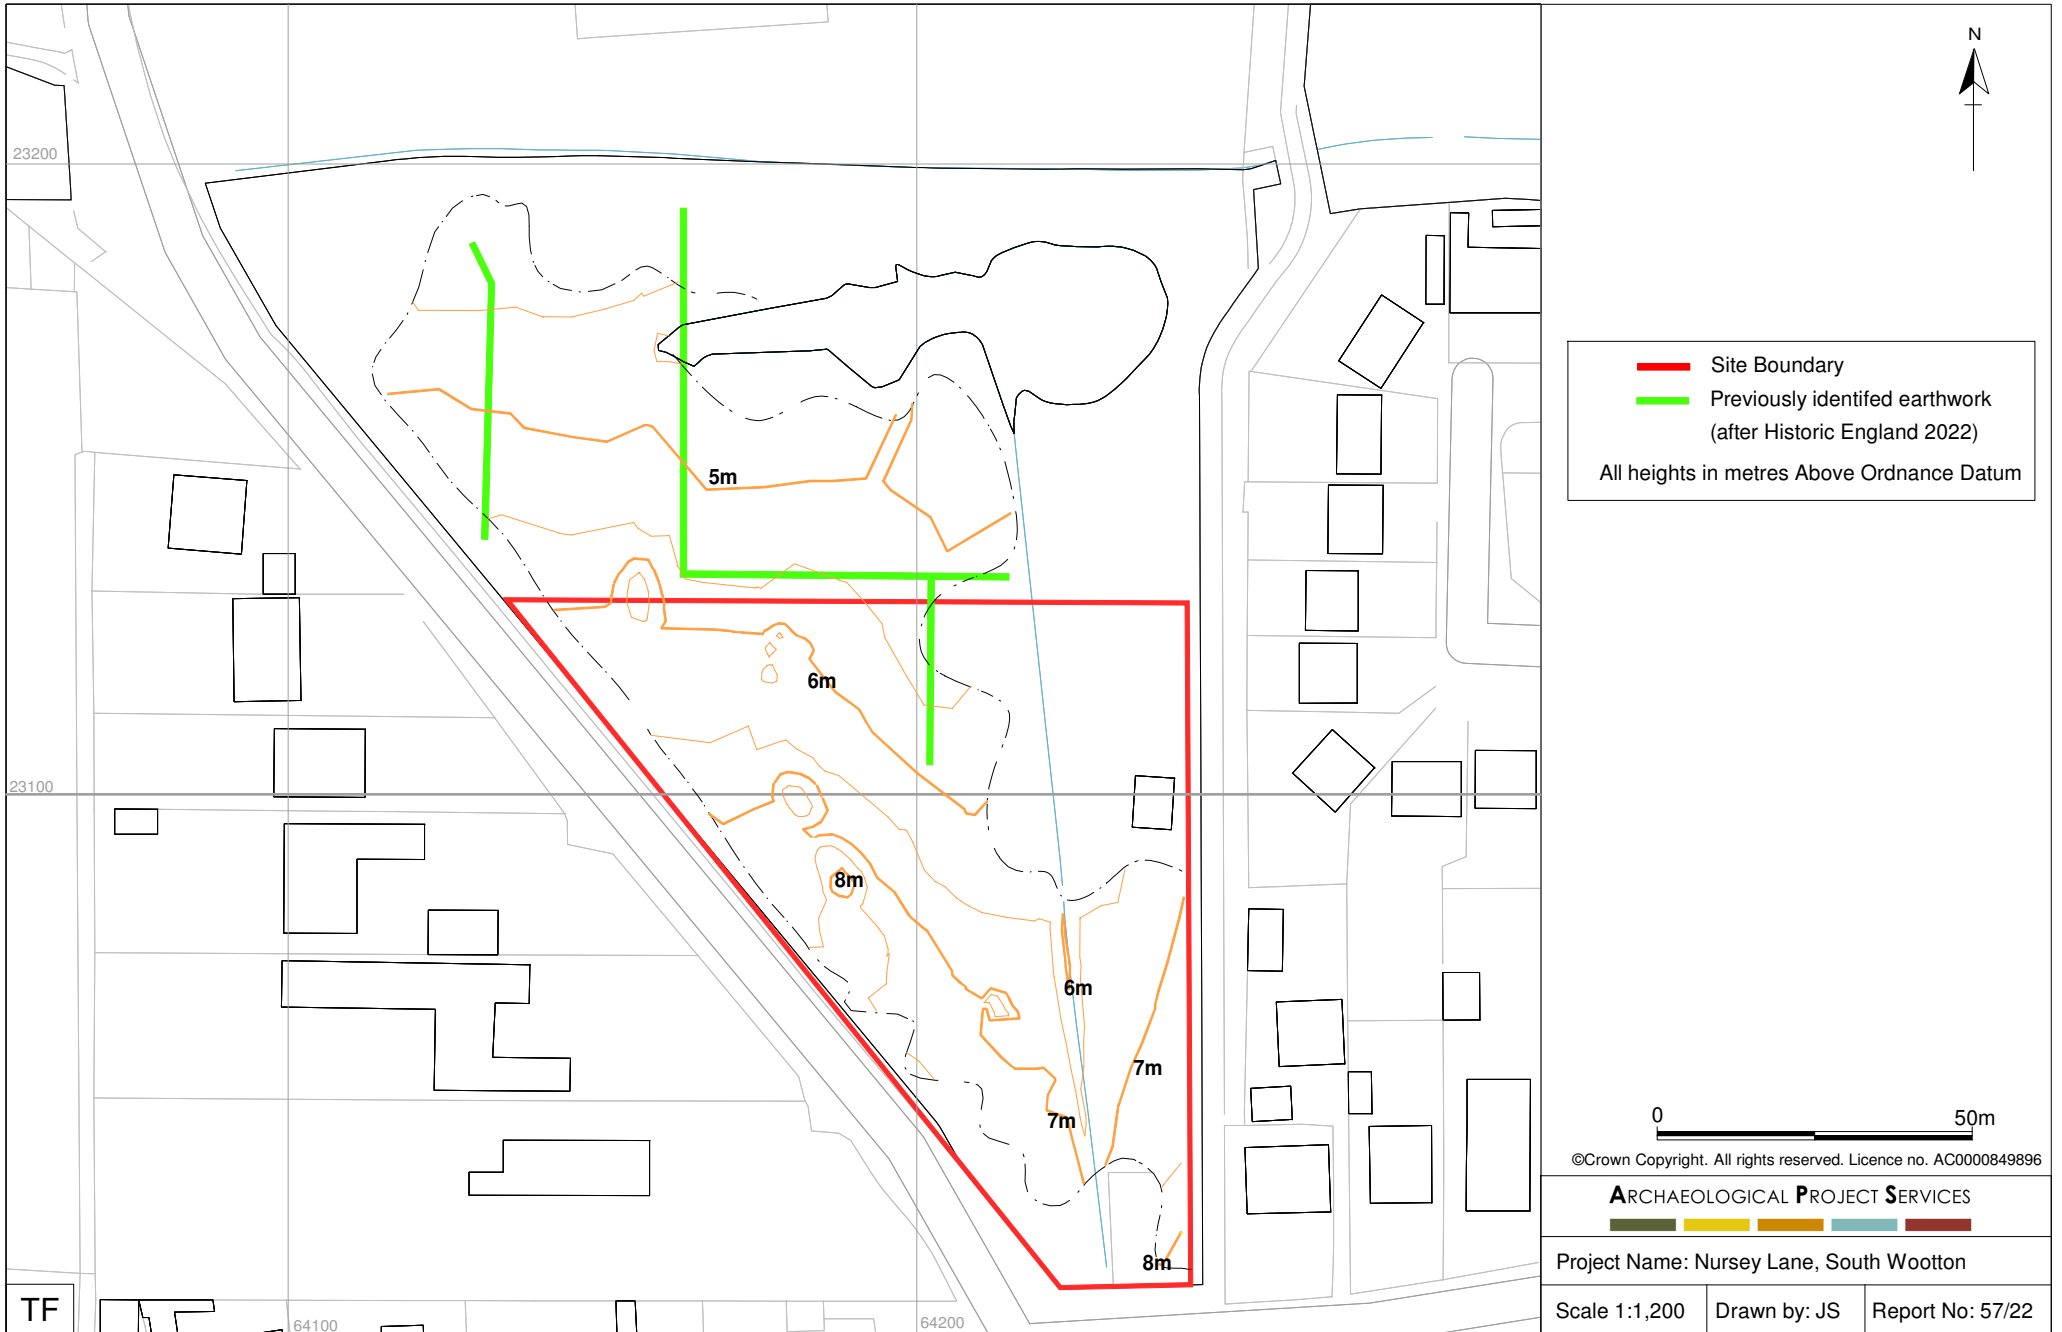 N
23200
Site Boundary
Previously identifed earthwork
(after Historic England 2022)
All heights in metres Above Ordnance Datum
5m
6m
23100
8m
6m
7m
7m
8m
0 50m
©Crown Copyright. All rights reserved. Licence no. AC0000849896
ARCHAEOLOGICAL PROJECT SERVICES
Project Name: Nursey Lane, South Wootton
Scale 1:1,200 Drawn by: JS Report No: 57/22
TF
64100
64200